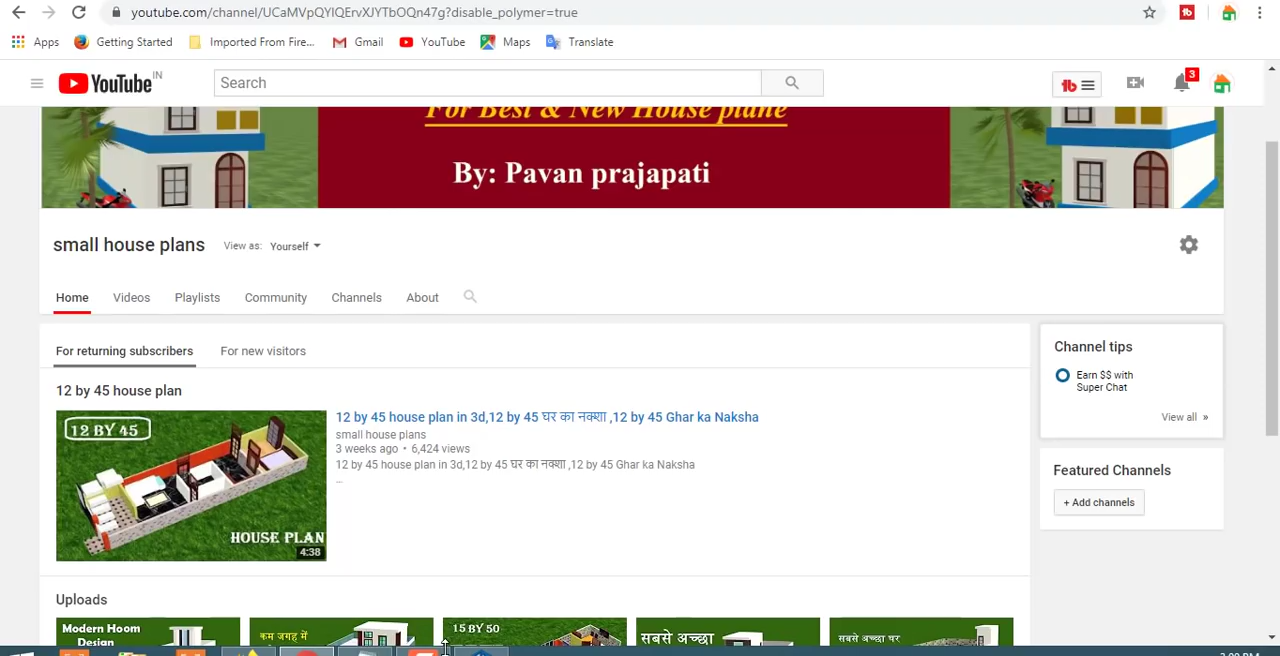 youtube.com/channel/UCaMVpQYlQErvXJYTbOQn47g?disable_polymer=true
Apps Getting Started Imported From Fire... Gmail YouTube Maps Translate
YouTube IN Search 3
For Best & New House plane
By: Pavan prajapati
small house plans View as: Yourself
Home Videos Playlists Community Channels About
For returning subscribers For new visitors
12 by 45 house plan
12 BY 45
HOUSE PLAN
4:38
12 by 45 house plan in 3d,12 by 45 घर का नक्शा ,12 by 45 Ghar ka Naksha
small house plans
3 weeks ago • 6,424 views
12 by 45 house plan in 3d,12 by 45 घर का नक्शा ,12 by 45 Ghar ka Naksha
...
Channel tips
Earn $$ with
Super Chat
View all »
Featured Channels
+ Add channels
Uploads
Modern Hoom
Design
कम जगह में
15 BY 50
सबसे अच्छा
सबसे अच्छा घर